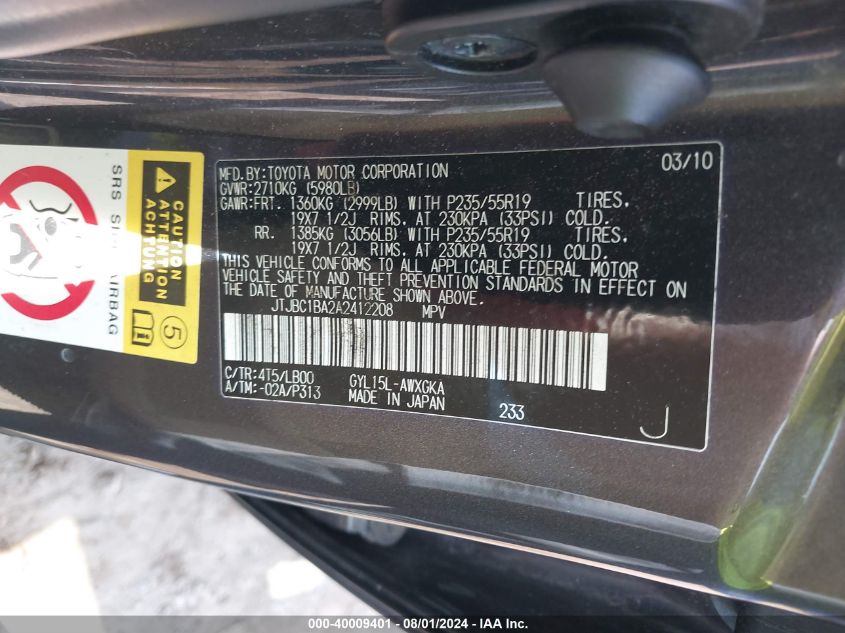 MFD. BY: TOYOTA MOTOR CORPORATION 03/10
GVWR: 2710KG (5980LB)
GAWR: FRT. 1360KG (2999LB) WITH P235/55R19 TIRES,
19X7 1/2J RIMS, AT 230KPA (33PSI) COLD.
RR. 1385KG (3056LB) WITH P235/55R19 TIRES,
19X7 1/2J RIMS, AT 230KPA (33PSI) COLD.
THIS VEHICLE CONFORMS TO ALL APPLICABLE FEDERAL MOTOR
VEHICLE SAFETY AND THEFT PREVENTION STANDARDS IN EFFECT ON
THE DATE OF MANUFACTURE SHOWN ABOVE.
JTJBC1BA2A2412208 MPV
C/TR: 4T5/LB00 GYL15L-AWXGKA
A/TM: -02A/P313 MADE IN JAPAN 233
J
CAUTION
ATTENTION
ACHTUNG
5
SRS AIRBAG
000-40009401 - 08/01/2024 - IAA Inc.